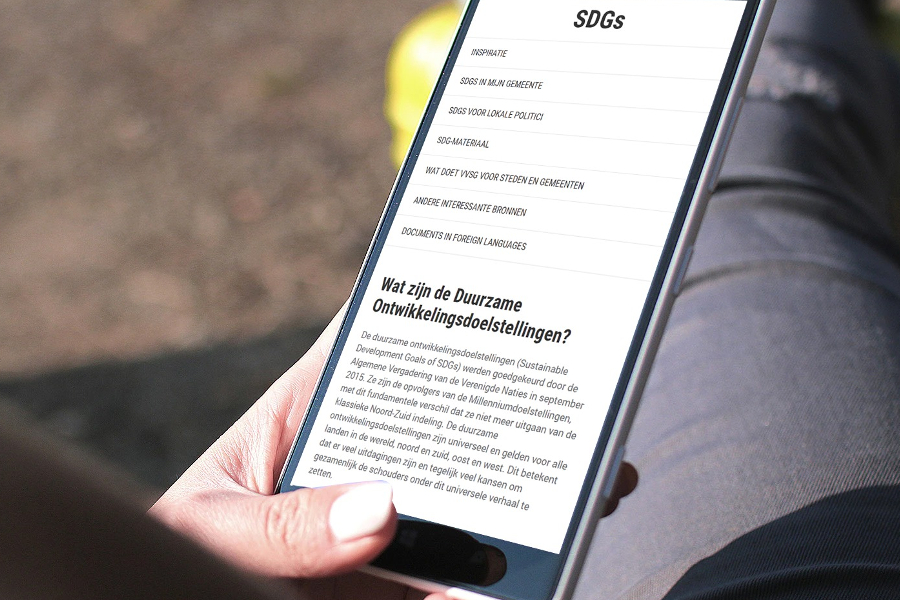 SDGs
INSPIRATIE
SDGS IN MIJN GEMEENTE
SDGS VOOR LOKALE POLITICI
SDG-MATERIAAL
WAT DOET VVSG VOOR STEDEN EN GEMEENTEN
ANDERE INTERESSANTE BRONNEN
DOCUMENTS IN FOREIGN LANGUAGES
Wat zijn de Duurzame
Ontwikkelingsdoelstellingen?
De duurzame ontwikkelingsdoelstellingen (Sustainable
Development Goals of SDGs) werden goedgekeurd door de
Algemene Vergadering van de Verenigde Naties in september
2015. Ze zijn de opvolgers van de Millenniumdoelstellingen,
met dit fundamentele verschil dat ze niet meer uitgaan van de
klassieke Noord-Zuid indeling. De duurzame
ontwikkelingsdoelstellingen zijn universeel en gelden voor alle
landen in de wereld, noord en zuid, oost en west. Dit betekent
dat er veel uitdagingen zijn en tegelijk veel kansen om
gezamenlijk de schouders onder dit universele verhaal te
zetten.